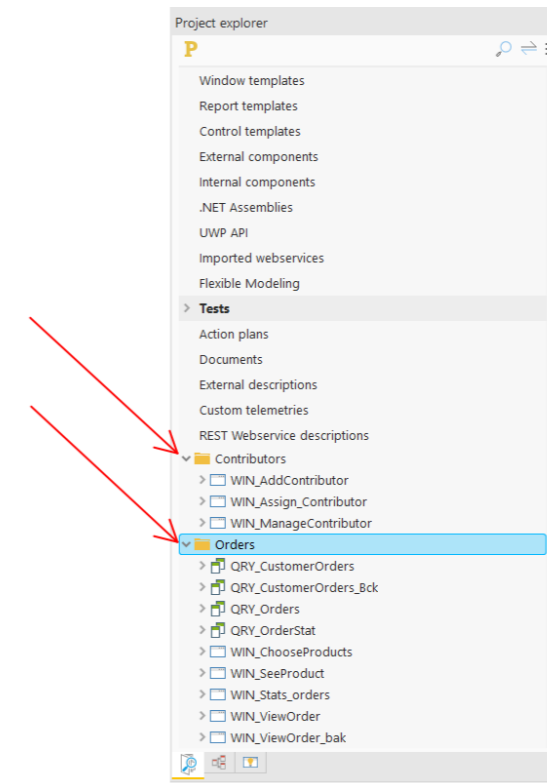 Project explorer
P
Window templates
Report templates
Control templates
External components
Internal components
.NET Assemblies
UWP API
Imported webservices
Flexible Modeling
Tests
Action plans
Documents
External descriptions
Custom telemetries
REST Webservice descriptions
Contributors
WIN_AddContributor
WIN_Assign_Contributor
WIN_ManageContributor
Orders
QRY_CustomerOrders
QRY_CustomerOrders_Bck
QRY_Orders
QRY_OrderStat
WIN_ChooseProducts
WIN_SeeProduct
WIN_Stats_orders
WIN_ViewOrder
WIN_ViewOrder_bak